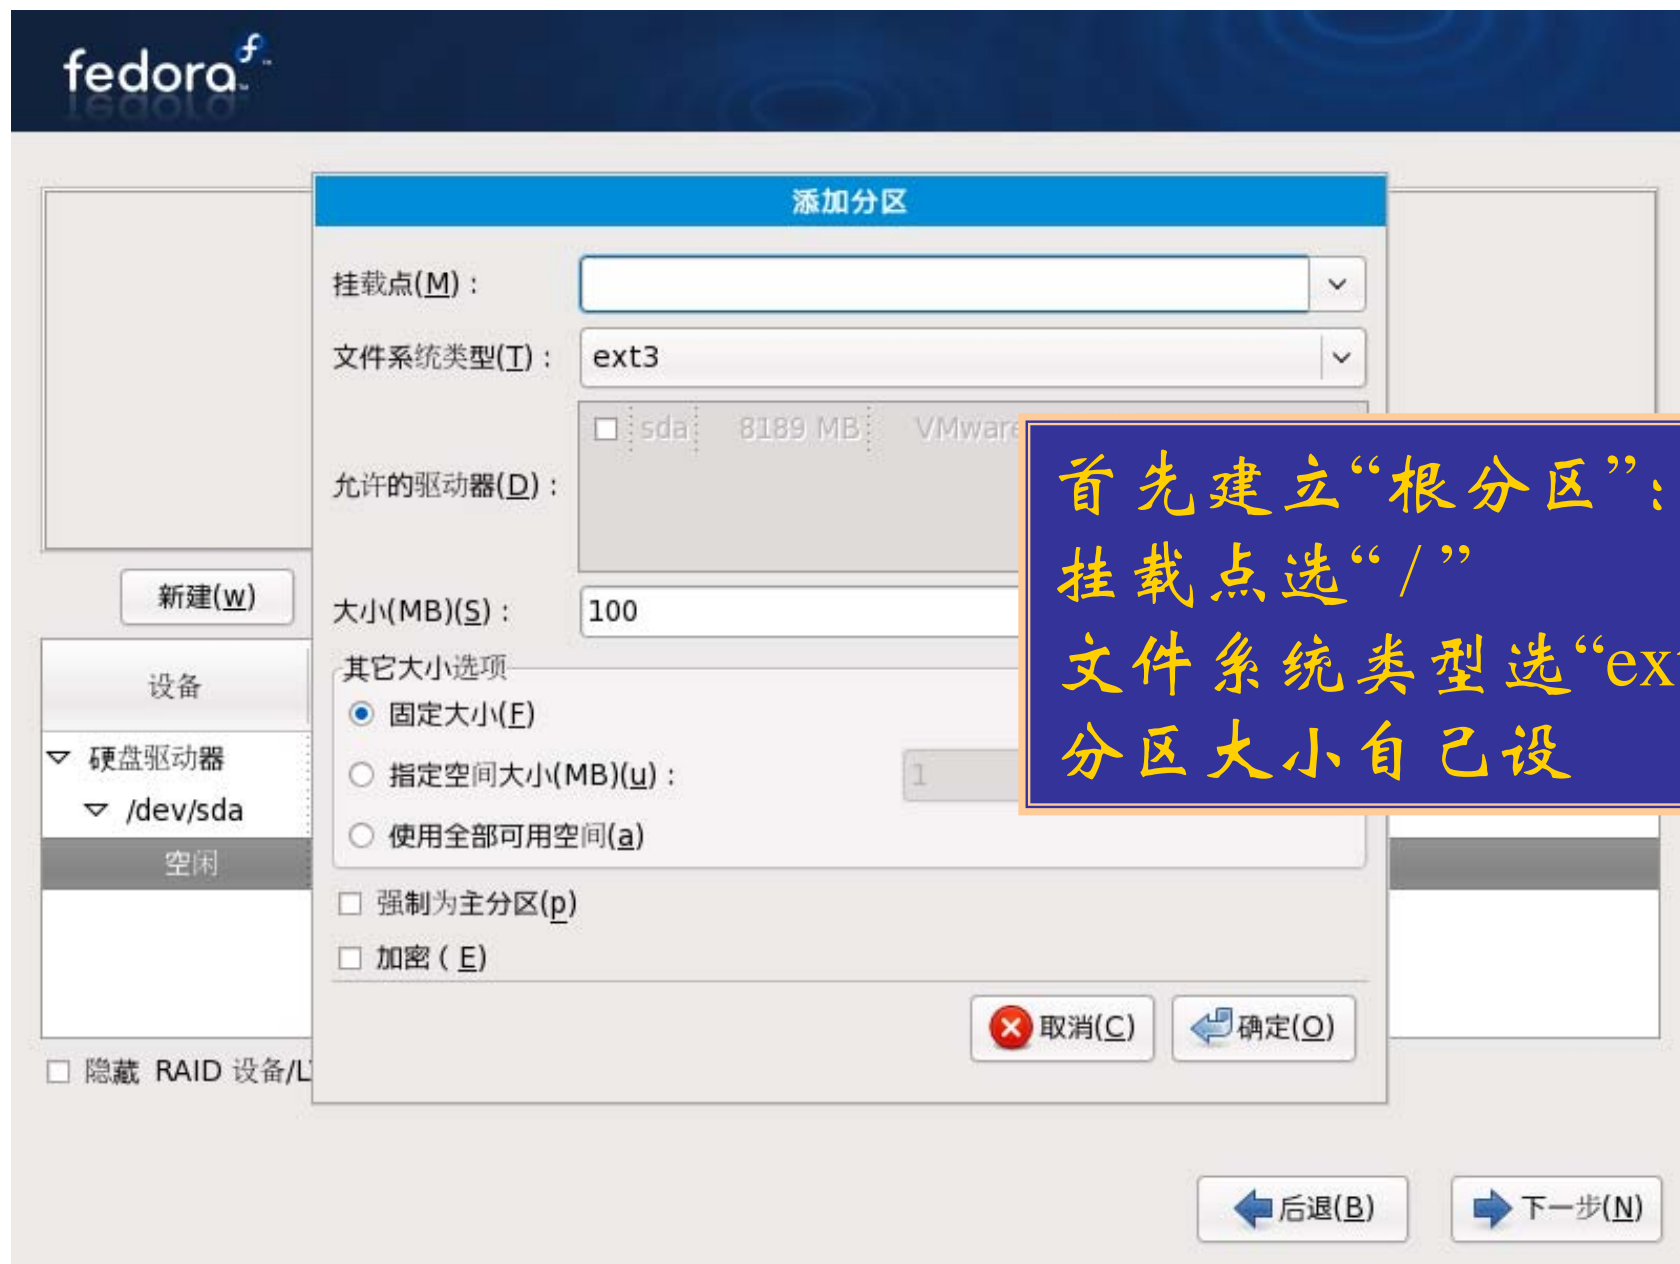 fedora
添加分区
挂载点(M)：
文件系统类型(T)： ext3
sda 8189 MB VMware
允许的驱动器(D)：
首先建立“根分区”：
挂载点选“/”
文件系统类型选“ext
分区大小自己设
新建(w)
大小(MB)(S)： 100
其它大小选项
固定大小(F)
指定空间大小(MB)(u)： 1
使用全部可用空间(a)
设备
硬盘驱动器
/dev/sda
空闲
强制为主分区(p)
加密 ( E)
取消(C) 确定(O)
隐藏 RAID 设备/L
后退(B) 下一步(N)